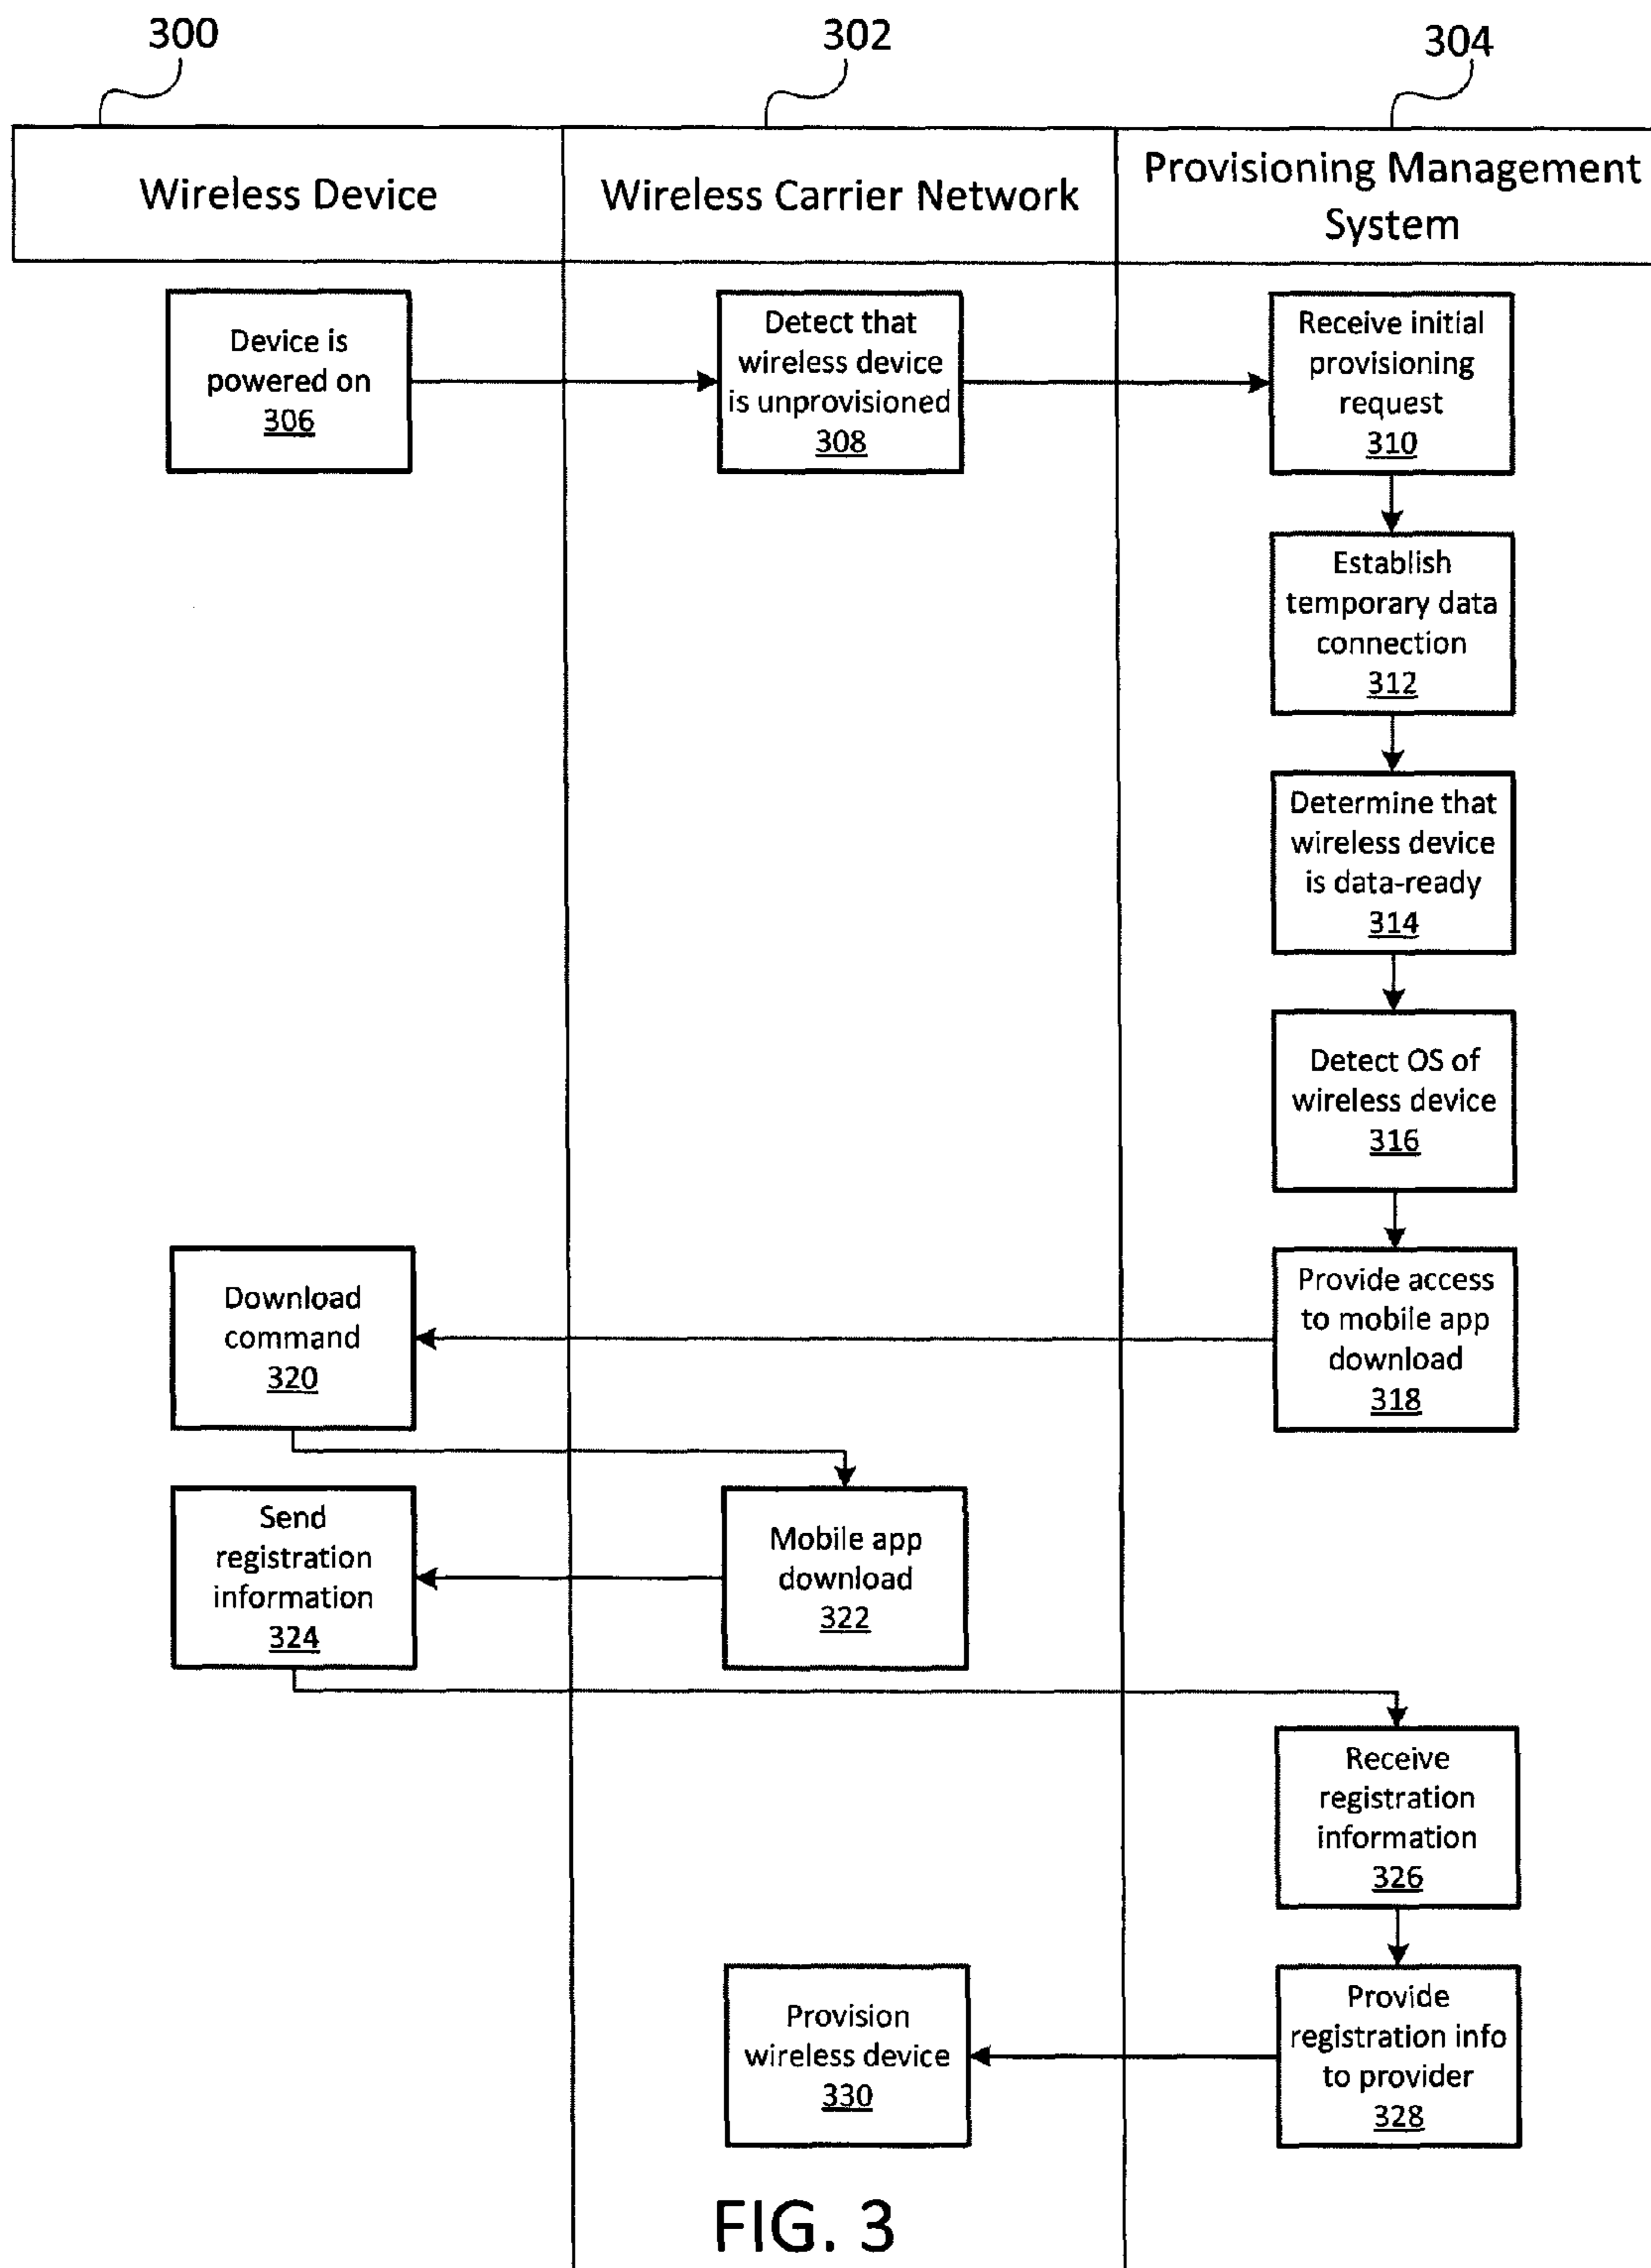 300
302
304
Wireless Device
Wireless Carrier Network
Provisioning Management
System
Device is
powered on
306
Detect that
wireless device
is unprovisioned
308
Receive initial
provisioning
request
310
Establish
temporary data
connection
312
Determine that
wireless device
is data-ready
314
Detect OS of
wireless device
316
Provide access
to mobile app
download
318
Download
command
320
Mobile app
download
322
Send
registration
information
324
Receive
registration
information
326
Provide
registration info
to provider
328
Provision
wireless device
330
FIG. 3